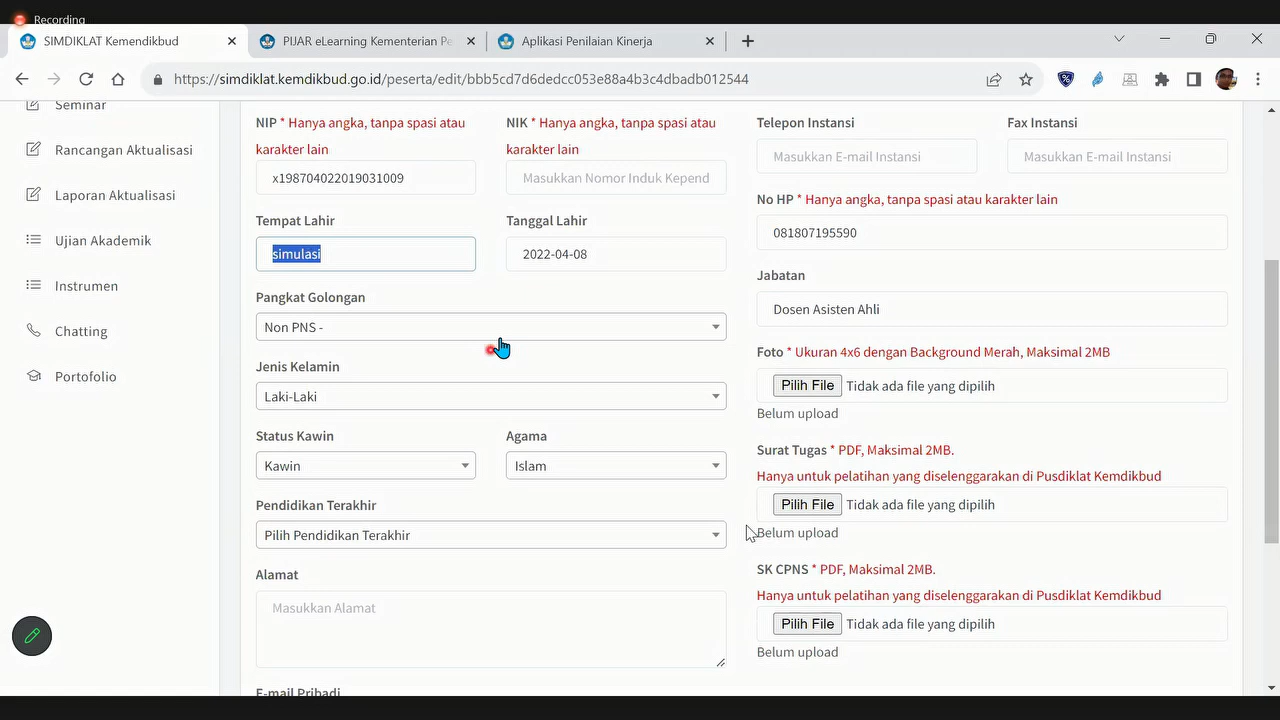 Recording
SIMDIKLAT Kemendikbud
PIJAR eLearning Kementerian Pe
Aplikasi Penilaian Kinerja
https://simdiklat.kemdikbud.go.id/peserta/edit/bbb5cd7d6dedcc053e88a4b3c4dbadb012544
Seminar
Rancangan Aktualisasi
Laporan Aktualisasi
Ujian Akademik
Instrumen
Chatting
Portofolio
NIP * Hanya angka, tanpa spasi atau
karakter lain
x198704022019031009
NIK * Hanya angka, tanpa spasi atau
karakter lain
Masukkan Nomor Induk Kepend
Tempat Lahir
simulasi
Tanggal Lahir
2022-04-08
Pangkat Golongan
Non PNS -
Jenis Kelamin
Laki-Laki
Status Kawin
Kawin
Agama
Islam
Pendidikan Terakhir
Pilih Pendidikan Terakhir
Alamat
Masukkan Alamat
E-mail Pribadi
Telepon Instansi
Masukkan E-mail Instansi
Fax Instansi
Masukkan E-mail Instansi
No HP * Hanya angka, tanpa spasi atau karakter lain
081807195590
Jabatan
Dosen Asisten Ahli
Foto * Ukuran 4x6 dengan Background Merah, Maksimal 2MB
Pilih File Tidak ada file yang dipilih
Belum upload
Surat Tugas * PDF, Maksimal 2MB.
Hanya untuk pelatihan yang diselenggarakan di Pusdiklat Kemdikbud
Pilih File Tidak ada file yang dipilih
Belum upload
SK CPNS * PDF, Maksimal 2MB.
Hanya untuk pelatihan yang diselenggarakan di Pusdiklat Kemdikbud
Pilih File Tidak ada file yang dipilih
Belum upload